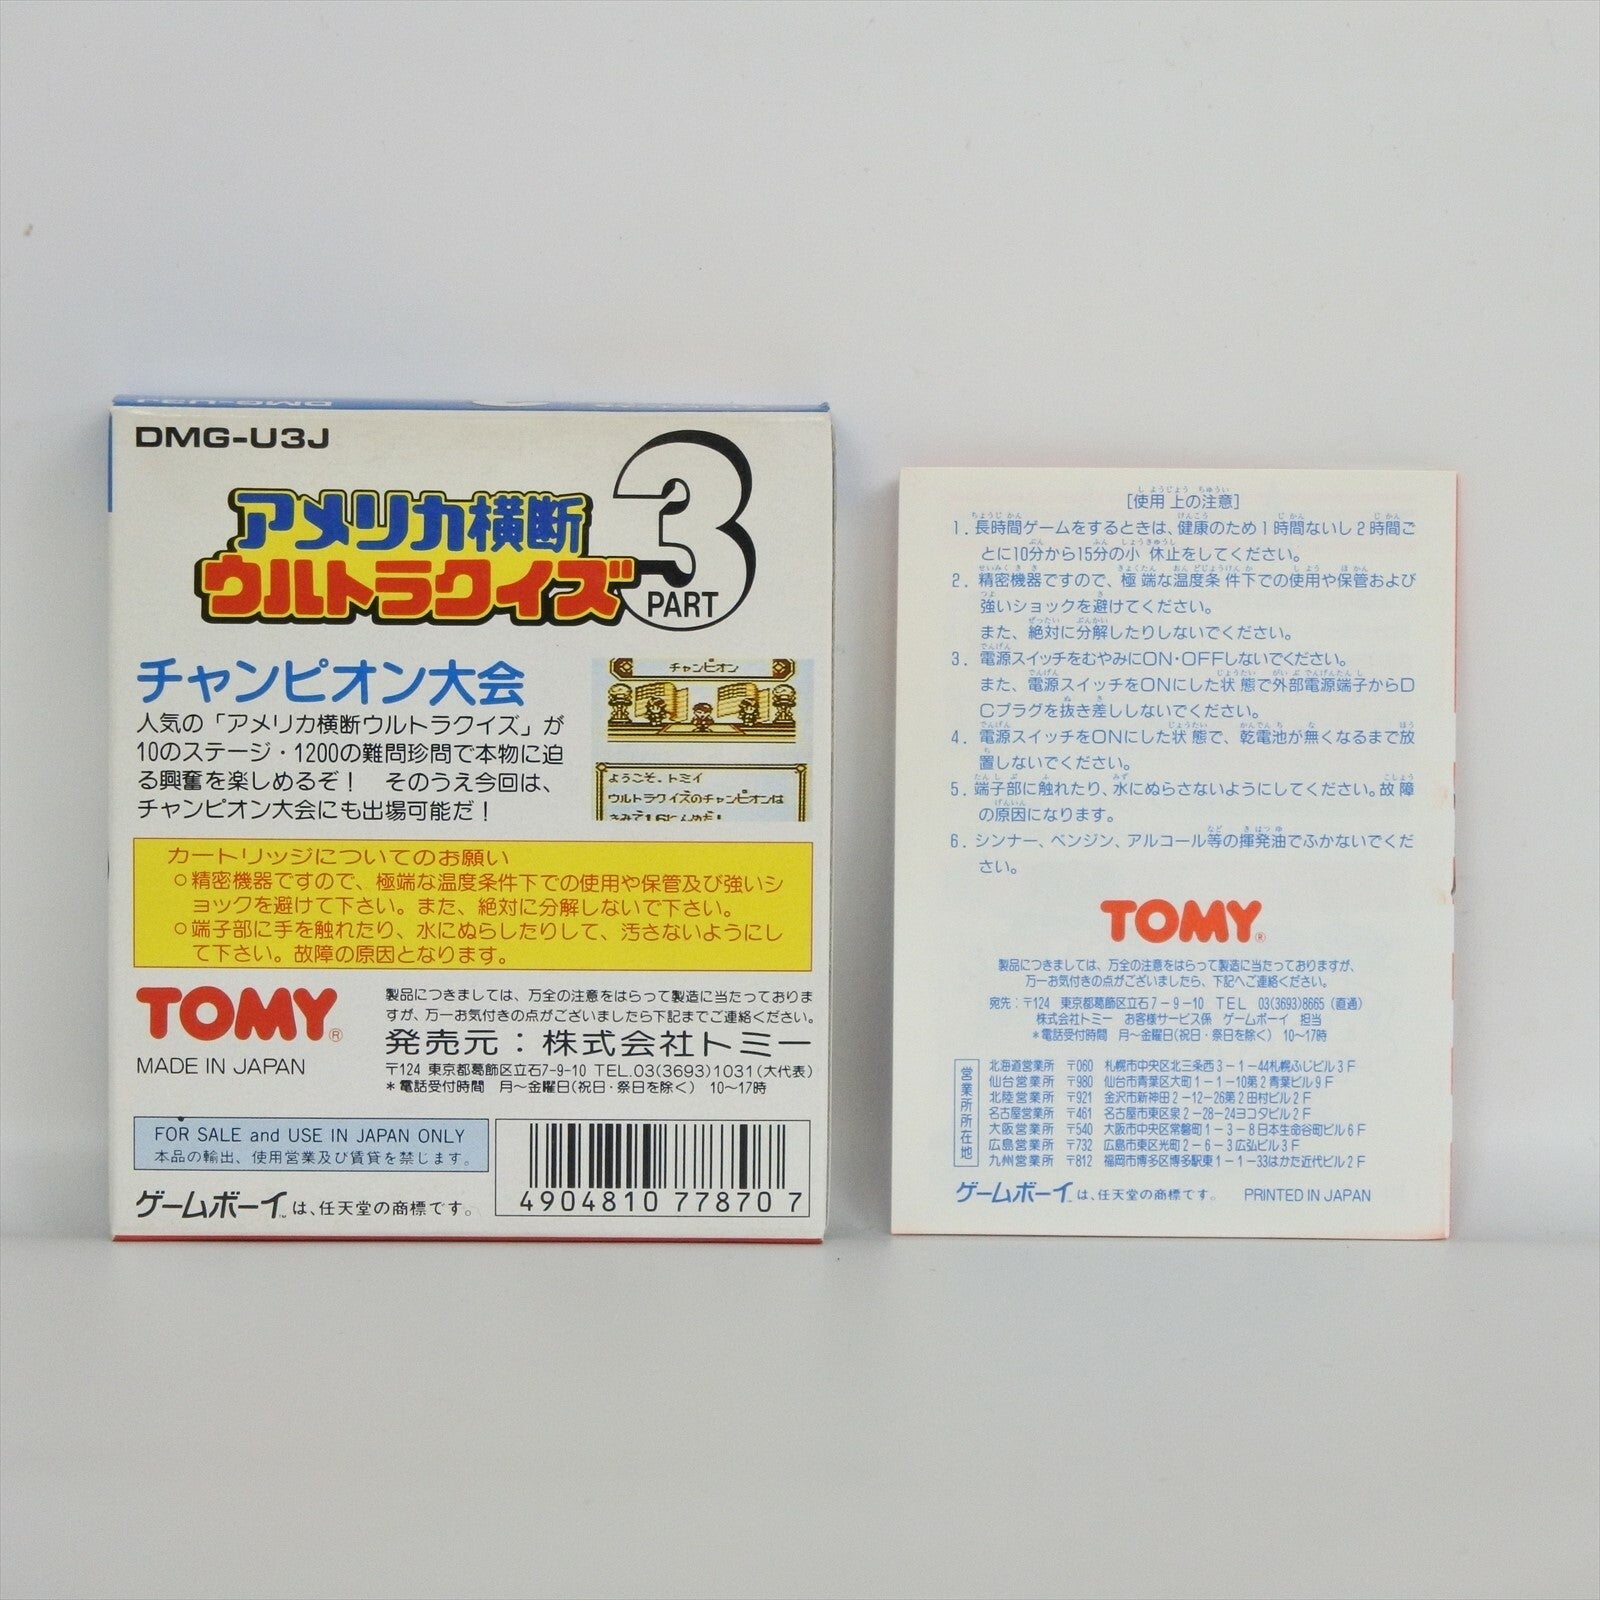 DMG-U3J
アメリカ横断
ウルトラクイズ
3
PART
チャンピオン大会
人気の「アメリカ横断ウルトラクイズ」が
10のステージ・1200の難問珍問で本物に迫
る興奮を楽しめるぞ! そのうえ今回は、
チャンピオン大会にも出場可能だ!
チャンピオン
ようこそ、トミイ
ウルトラクイズのチャンピオンは
カートリッジについてのお願い
○精密機器ですので、極端な温度条件下での使用や保管及び強いシ
ョックを避けて下さい。また、絶対に分解しないで下さい。
○端子部に手を触れたり、水にぬらしたりして、汚さないようにし
て下さい。故障の原因となります。
TOMY®
MADE IN JAPAN
製品につきましては、万全の注意をはらって製造に当たっておりま
すが、万一お気付きの点がございましたら下記までご連絡ください。
発売元:株式会社トミー
〒124 東京都葛飾区立石7-9-10 TEL.03(3693)1031(大代表)
*電話受付時間 月~金曜日(祝日・祭日を除く) 10~17時
FOR SALE and USE IN JAPAN ONLY
本品の輸出、使用営業及び賃貸を禁じます。
ゲームボーイ™は、任天堂の商標です。
4904810 77870 7
[使用上の注意]
1. 長時間ゲームをするときは、健康のため1時間ないし2時間ご
とに10分から15分の小休止をしてください。
2. 精密機器ですので、極端な温度条件下での使用や保管および
強いショックを避けてください。
また、絶対に分解したりしないでください。
3. 電源スイッチをむやみにON・OFFしないでください。
また、電源スイッチをONにした状態で外部電源端子からD
Cプラグを抜き差ししないでください。
4. 電源スイッチをONにした状態で、乾電池が無くなるまで放
置しないでください。
5. 端子部に触れたり、水にぬらさないようにしてください。故障
の原因になります。
6. シンナー、ベンジン、アルコール等の揮発油でふかないでくだ
さい。
TOMY®
製品につきましては、万全の注意をはらって製造に当たっておりますが、
万一お気付きの点がございましたら、下記へご連絡ください。
宛先:〒124 東京都葛飾区立石7-9-10 TEL 03(3693)8665(直通)
株式会社トミー お客様サービス係 ゲームボーイ 担当
*電話受付時間 月~金曜日(祝日・祭日を除く) 10~17時
営業所所在地
北海道営業所 〒060 札幌市中央区北三条西3-1-44札幌ふじビル3F
仙台営業所 〒980 仙台市青葉区大町1-1-10第2青葉ビル9F
北陸営業所 〒921 金沢市新神田2-12-26第2田村ビル2F
名古屋営業所 〒461 名古屋市東区泉2-28-24ヨコタビル2F
大阪営業所 〒540 大阪市中央区常磐町1-3-8日本生命谷町ビル6F
広島営業所 〒732 広島市東区光町2-6-3広弘ビル3F
九州営業所 〒812 福岡市博多区博多駅東1-1-33はかた近代ビル2F
ゲームボーイ™は、任天堂の商標です。 PRINTED IN JAPAN